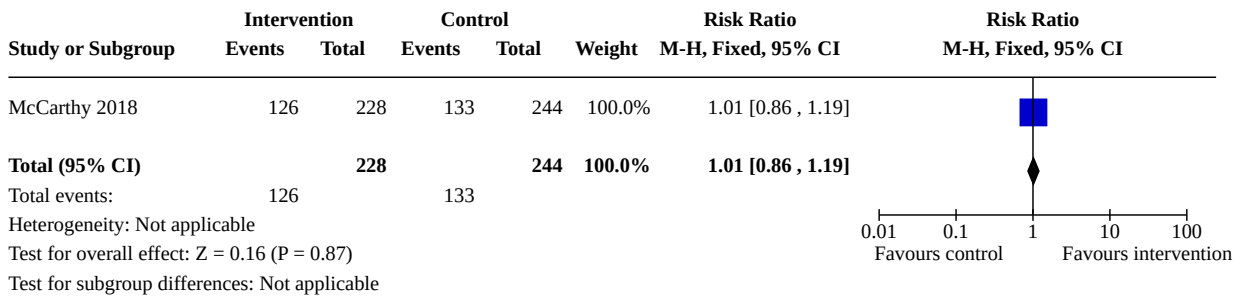 Intervention Control Risk Ratio Risk Ratio
Study or Subgroup Events Total Events Total Weight M-H, Fixed, 95% CI M-H, Fixed, 95% CI
McCarthy 2018 126 228 133 244 100.0% 1.01 [0.86 , 1.19]
Total (95% CI) 228 244 100.0% 1.01 [0.86 , 1.19]
Total events: 126 133
Heterogeneity: Not applicable
0.01 0.1 1 10 100
Test for overall effect: Z = 0.16 (P = 0.87) Favours control Favours intervention
Test for subgroup differences: Not applicable